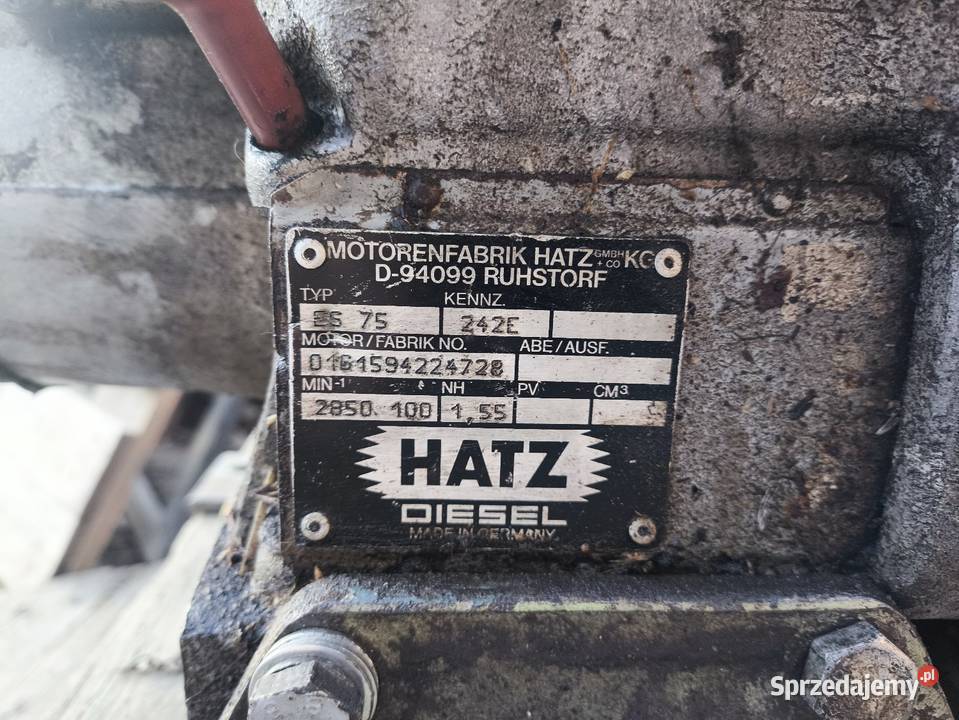 MOTORENFABRIK HATZ GMBH + CO KG
D-94099 RUHSTORF
TYP KENNZ.
ES 75 242E
MOTOR/FABRIK NO. ABE/AUSF.
0161594224728
MIN-1 NH PV CM3
2850 100 1,55
HATZ
DIESEL
MADE IN GERMANY
Sprzedajemy.pl